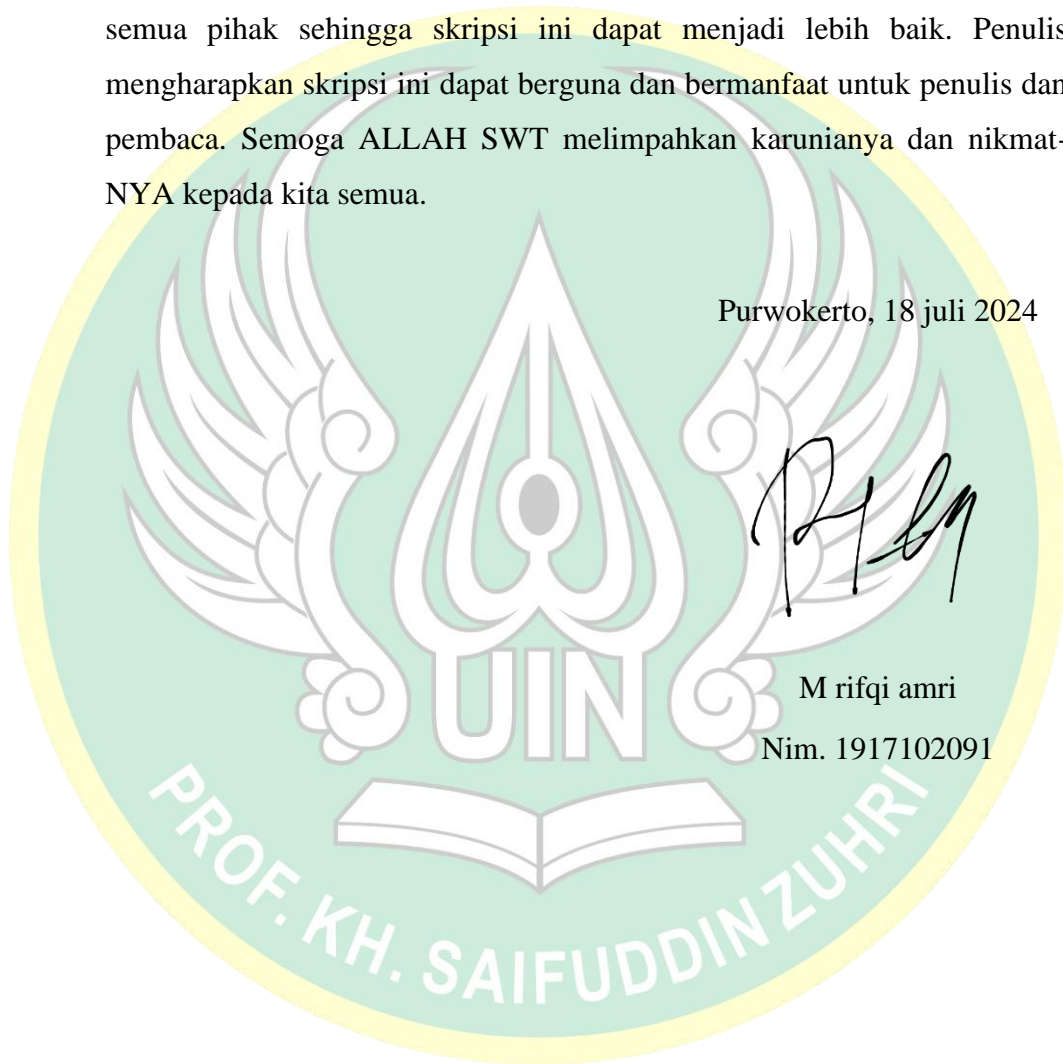 semua pihak sehingga skripsi ini dapat menjadi lebih baik. Penulis
mengharapkan skripsi ini dapat berguna dan bermanfaat untuk penulis dan
pembaca. Semoga ALLAH SWT melimpahkan karunianya dan nikmat-
NYA kepada kita semua.
Purwokerto, 18 juli 2024
M rifqi amri
Nim. 1917102091
UIN
PROF. KH. SAIFUDDIN ZUHRI